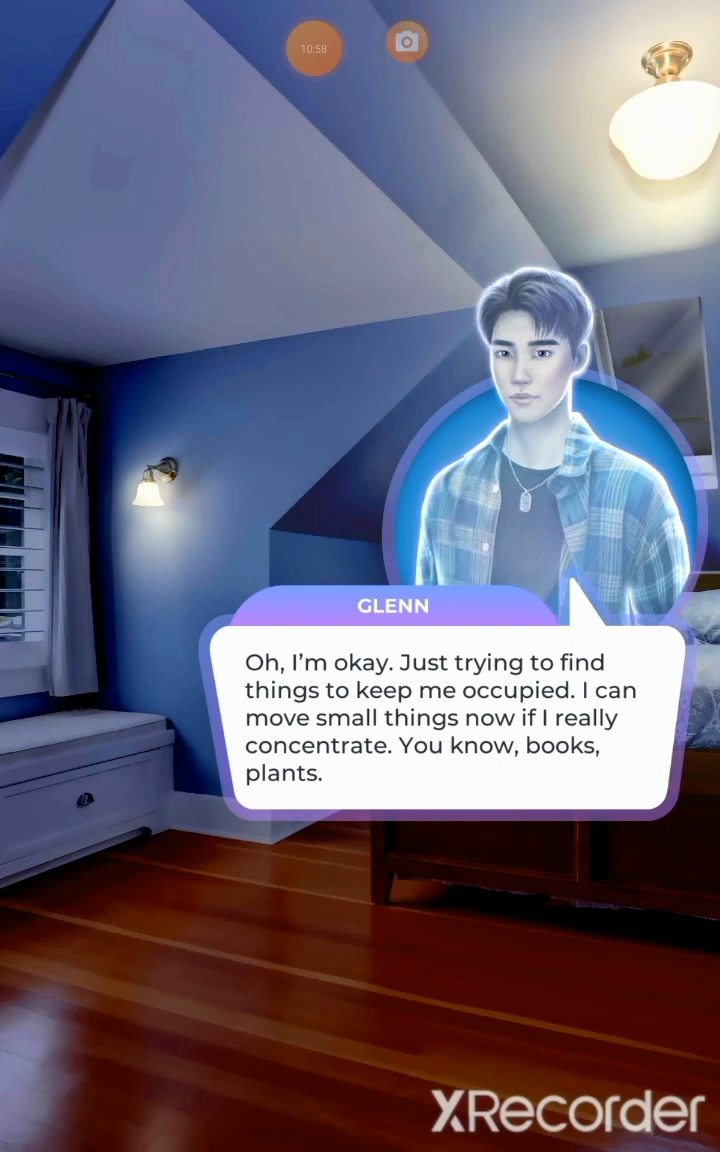 10:58
GLENN
Oh, I’m okay. Just trying to find
things to keep me occupied. I can
move small things now if I really
concentrate. You know, books,
plants.
XRecorder